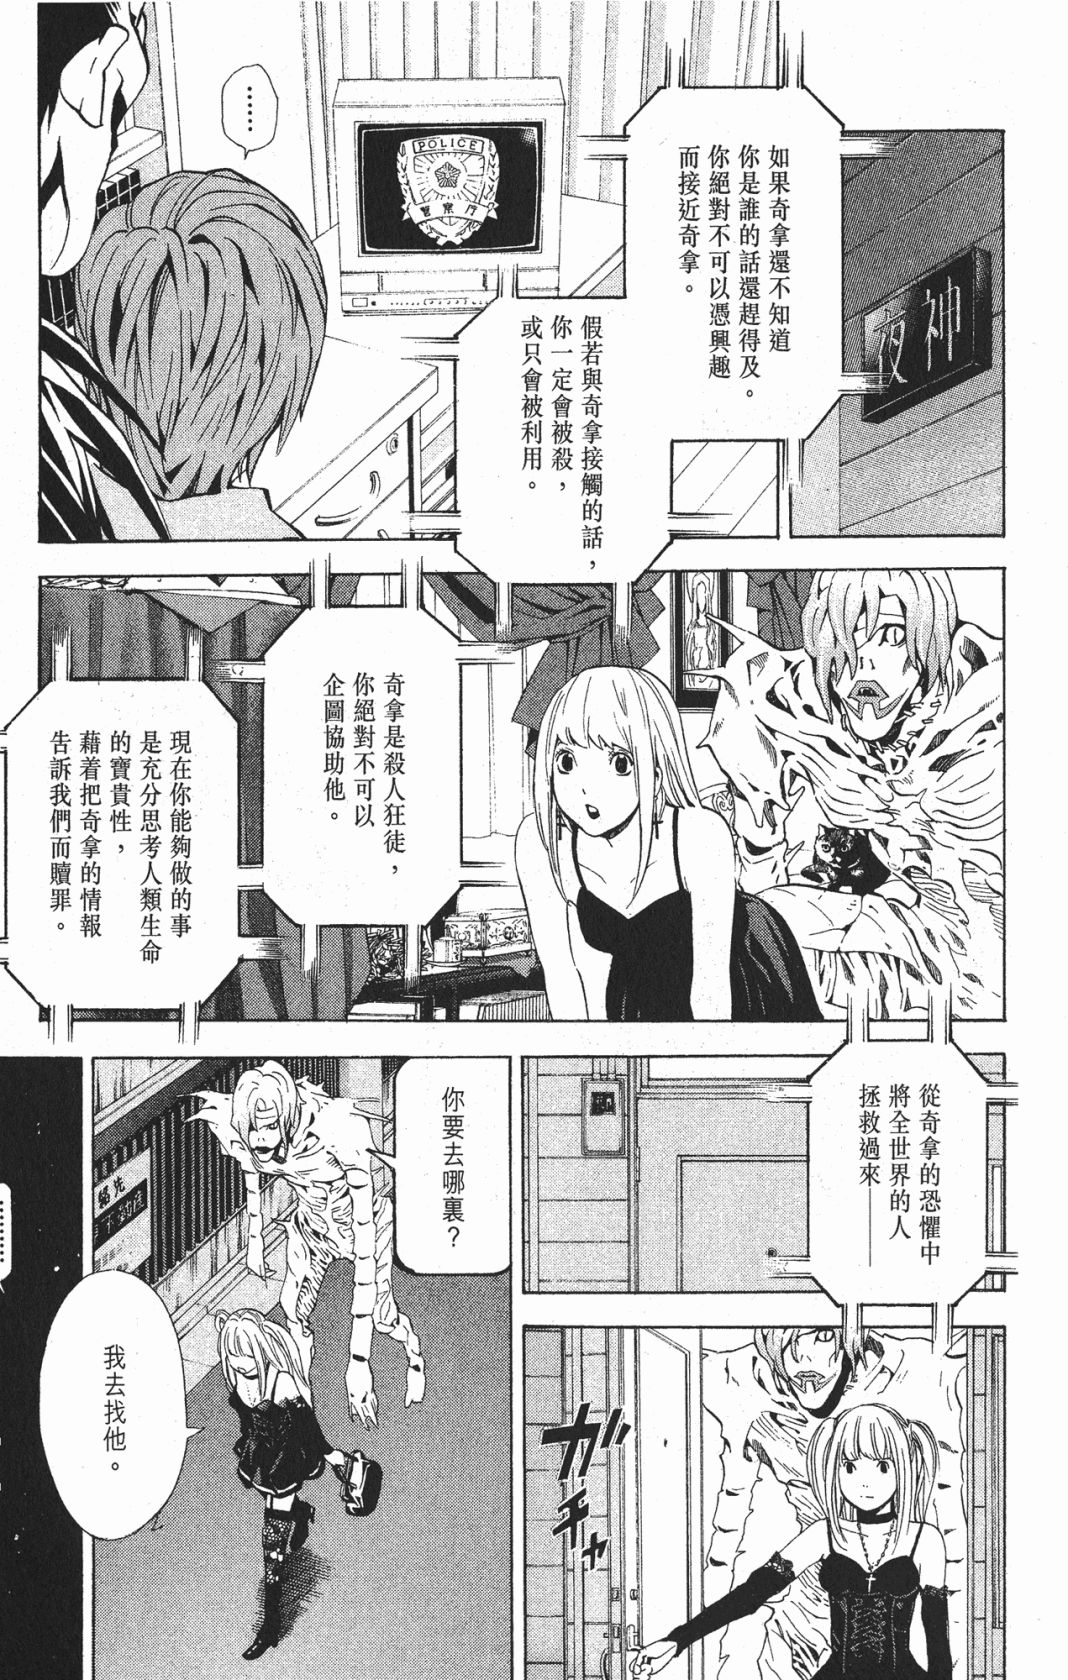 如果奇拿還不知道
你是誰的話還趕得及。
你絕對不可以憑興趣
而接近奇拿。
夜神
POLICE
警察庁
……
假若與奇拿接觸的話，
你一定會被殺，
或只會被利用。
奇拿是殺人狂徒，
你絕對不可以
企圖協助他。
現在你能夠做的事
是充分思考人類生命
的寶貴性，
藉着把奇拿的情報
告訴我們而贖罪。
從奇拿的恐懼中
將全世界的人
拯救過來——
ガチャ
你要去哪裏？
我去找他。
……